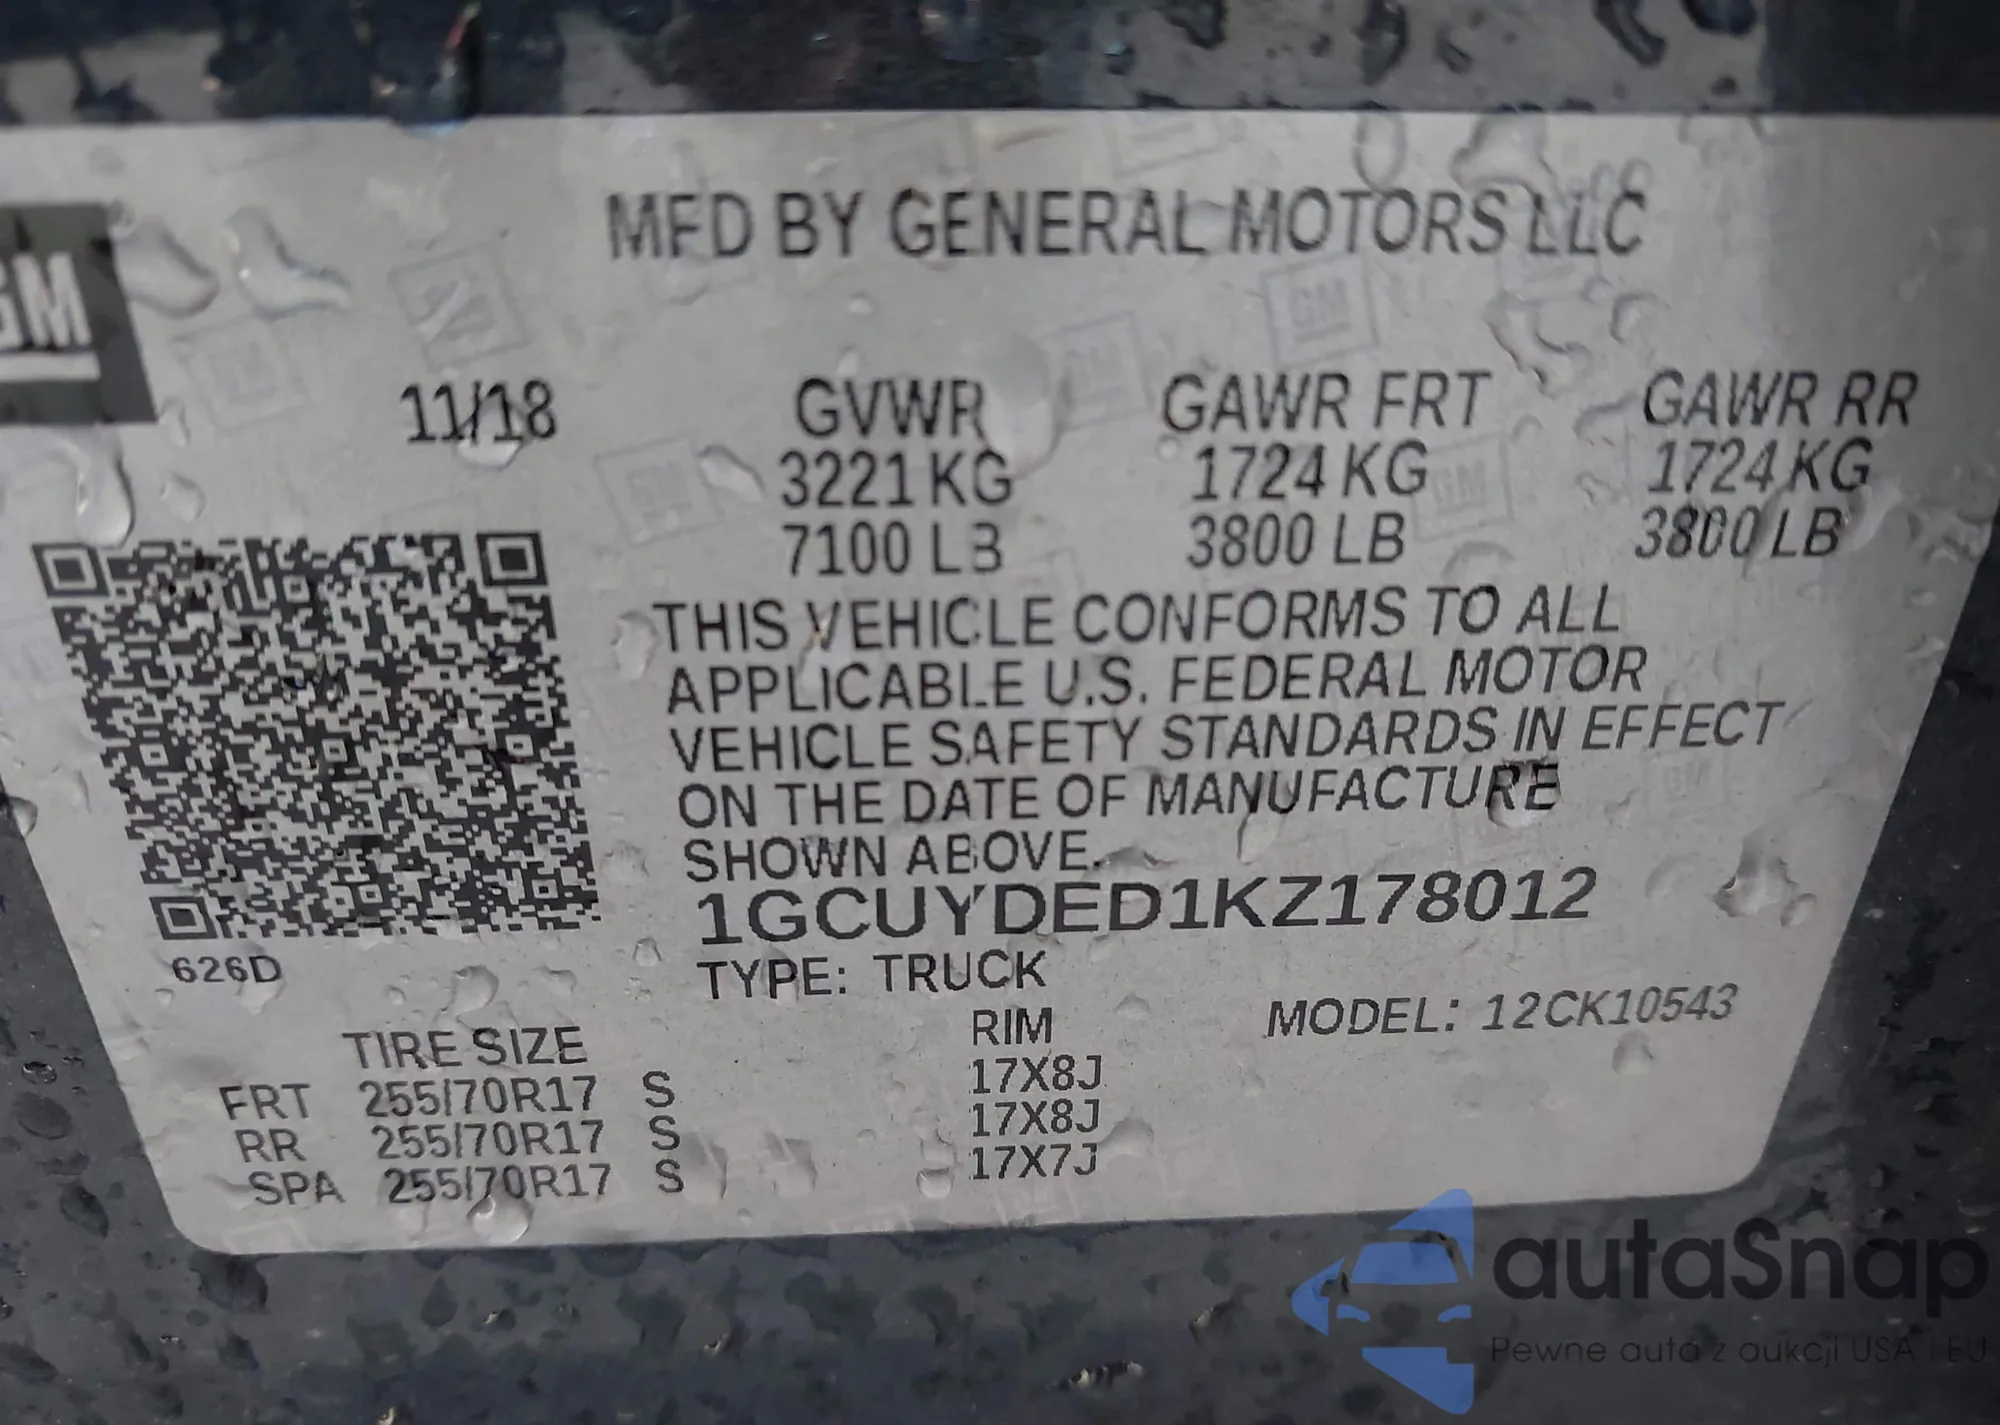 MFD BY GENERAL MOTORS LLC
GM
11/18 GVWR GAWR FRT GAWR RR
3221 KG 1724 KG 1724 KG
7100 LB 3800 LB 3800 LB
THIS VEHICLE CONFORMS TO ALL
APPLICABLE U.S. FEDERAL MOTOR
VEHICLE SAFETY STANDARDS IN EFFECT
ON THE DATE OF MANUFACTURE
SHOWN ABOVE.
1GCUYDED1KZ178012
626D
TYPE: TRUCK
MODEL: 12CK10543
TIRE SIZE RIM
FRT 255/70R17 S 17X8J
RR 255/70R17 S 17X8J
SPA 255/70R17 S 17X7J
autaSnap
Pewne auta z aukcji USA i EU